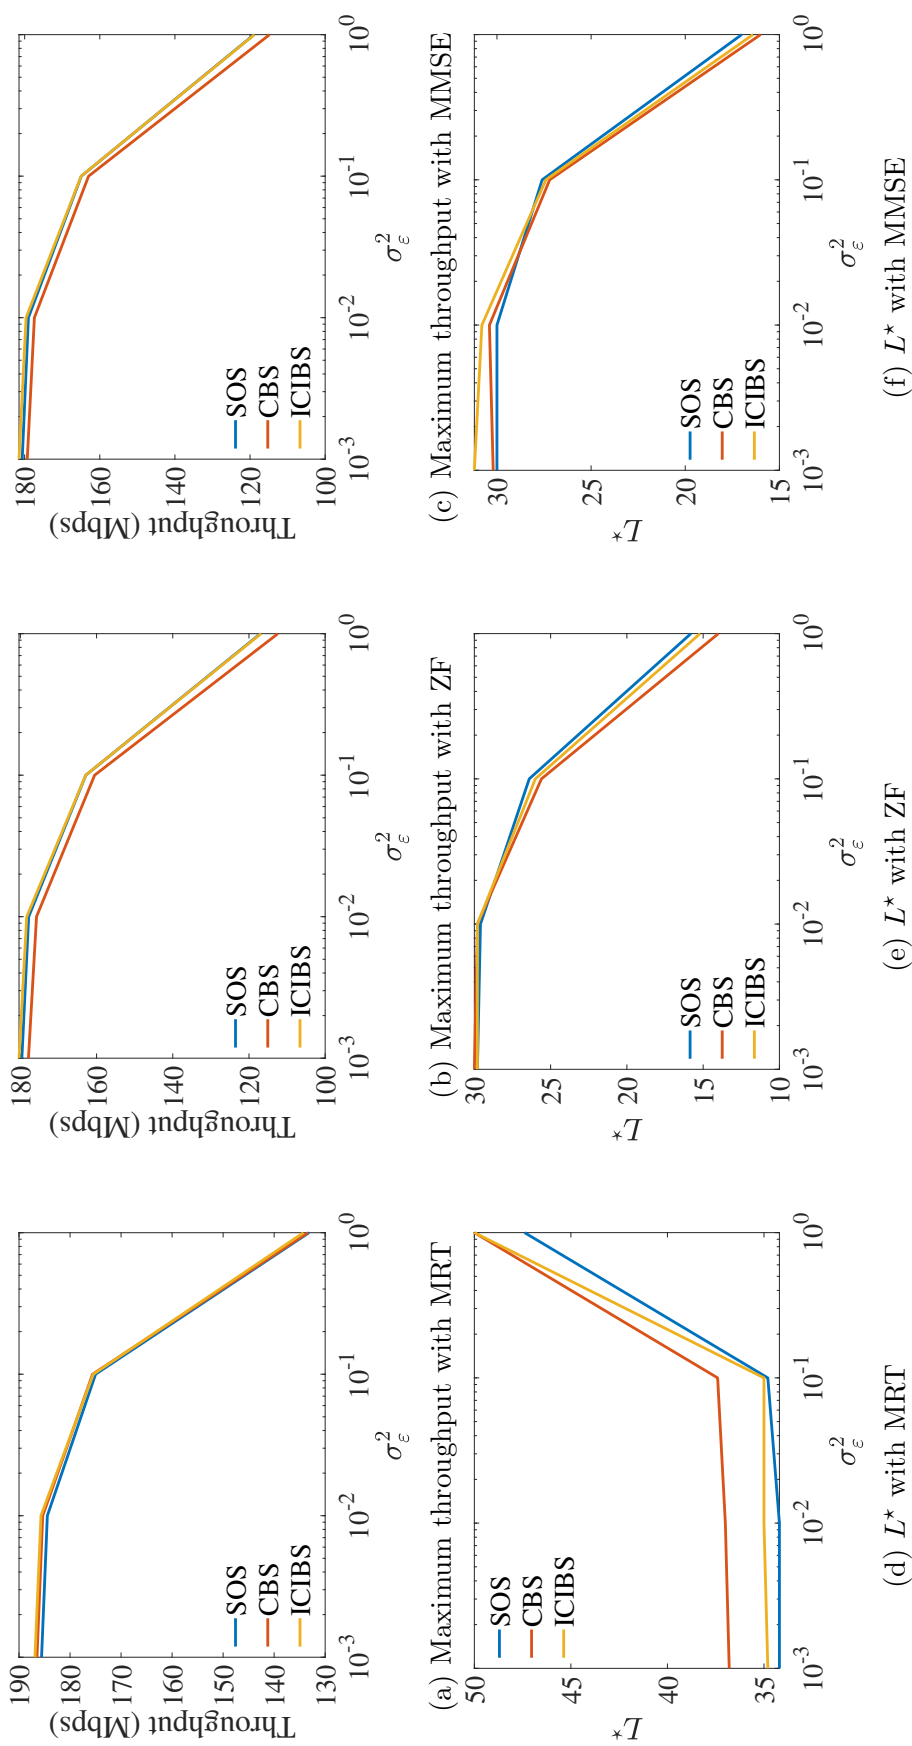 190
180
170
160
150
140
130
Throughput (Mbps)
SOS
CBS
ICIBS
10^-3
10^-2
10^-1
10^0
σ_ε^2
(a) Maximum throughput with MRT
180
160
140
120
100
Throughput (Mbps)
SOS
CBS
ICIBS
10^-3
10^-2
10^-1
10^0
σ_ε^2
(b) Maximum throughput with ZF
180
160
140
120
100
Throughput (Mbps)
SOS
CBS
ICIBS
10^-3
10^-2
10^-1
10^0
σ_ε^2
(c) Maximum throughput with MMSE
50
45
40
35
L⋆
SOS
CBS
ICIBS
10^-3
10^-2
10^-1
10^0
σ_ε^2
(d) L⋆ with MRT
30
25
20
15
10
L⋆
SOS
CBS
ICIBS
10^-3
10^-2
10^-1
10^0
σ_ε^2
(e) L⋆ with ZF
30
25
20
15
L⋆
SOS
CBS
ICIBS
10^-3
10^-2
10^-1
10^0
σ_ε^2
(f) L⋆ with MMSE